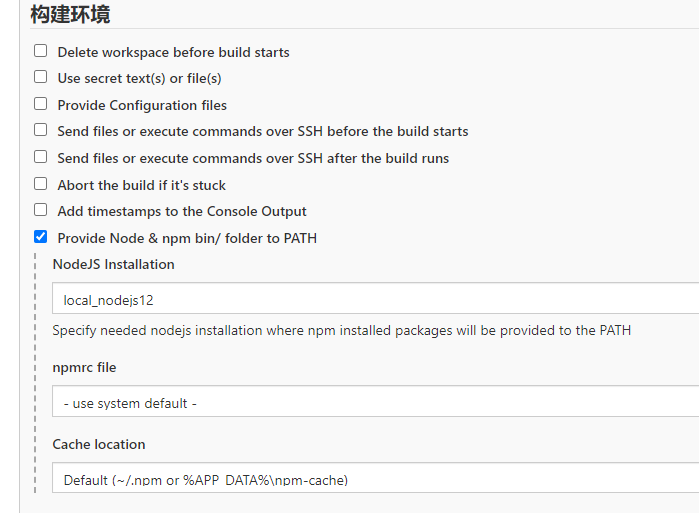 构建环境
Delete workspace before build starts
Use secret text(s) or file(s)
Provide Configuration files
Send files or execute commands over SSH before the build starts
Send files or execute commands over SSH after the build runs
Abort the build if it's stuck
Add timestamps to the Console Output
Provide Node & npm bin/ folder to PATH
NodeJS Installation
local_nodejs12
Specify needed nodejs installation where npm installed packages will be provided to the PATH
npmrc file
- use system default -
Cache location
Default (~/.npm or %APP_DATA%\npm-cache)